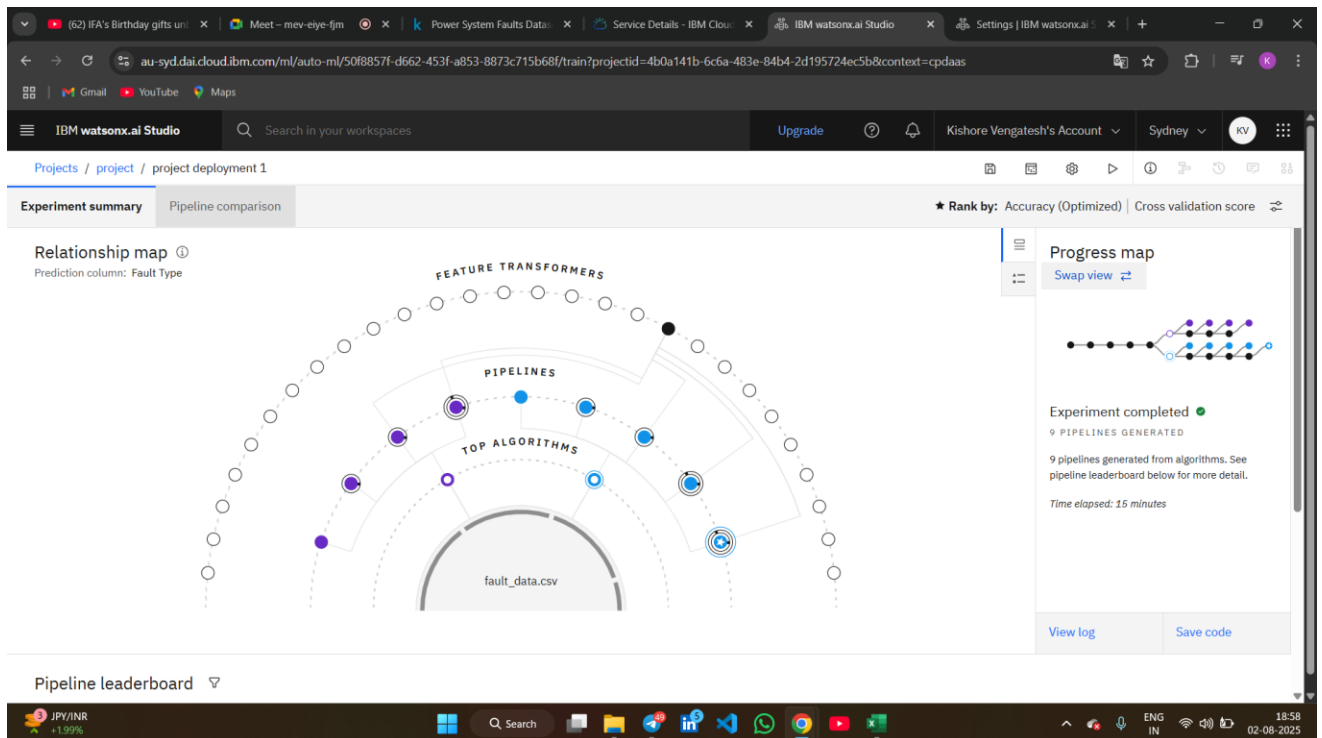 (62) IFA's Birthday gifts unt
Meet – mev-eiye-fjm
Power System Faults Datas
Service Details - IBM Cloud
IBM watsonx.ai Studio
Settings | IBM watsonx.ai S
au-syd.dai.cloud.ibm.com/ml/auto-ml/50f8857f-d662-453f-a853-8873c715b68f/train?projectid=4b0a141b-6c6a-483e-84b4-2d195724ec5b&context=cpdaas
K
Gmail
YouTube
Maps
IBM watsonx.ai Studio
Search in your workspaces
Upgrade
Kishore Vengatesh's Account
Sydney
KV
Projects / project / project deployment 1
Experiment summary
Pipeline comparison
★ Rank by: Accuracy (Optimized) | Cross validation score
Relationship map
Prediction column: Fault Type
FEATURE TRANSFORMERS
PIPELINES
TOP ALGORITHMS
fault_data.csv
Progress map
Swap view
Experiment completed
9 PIPELINES GENERATED
9 pipelines generated from algorithms. See
pipeline leaderboard below for more detail.
Time elapsed: 15 minutes
View log
Save code
Pipeline leaderboard
3
JPY/INR
+1.99%
Search
49
5
ENG
IN
18:58
02-08-2025